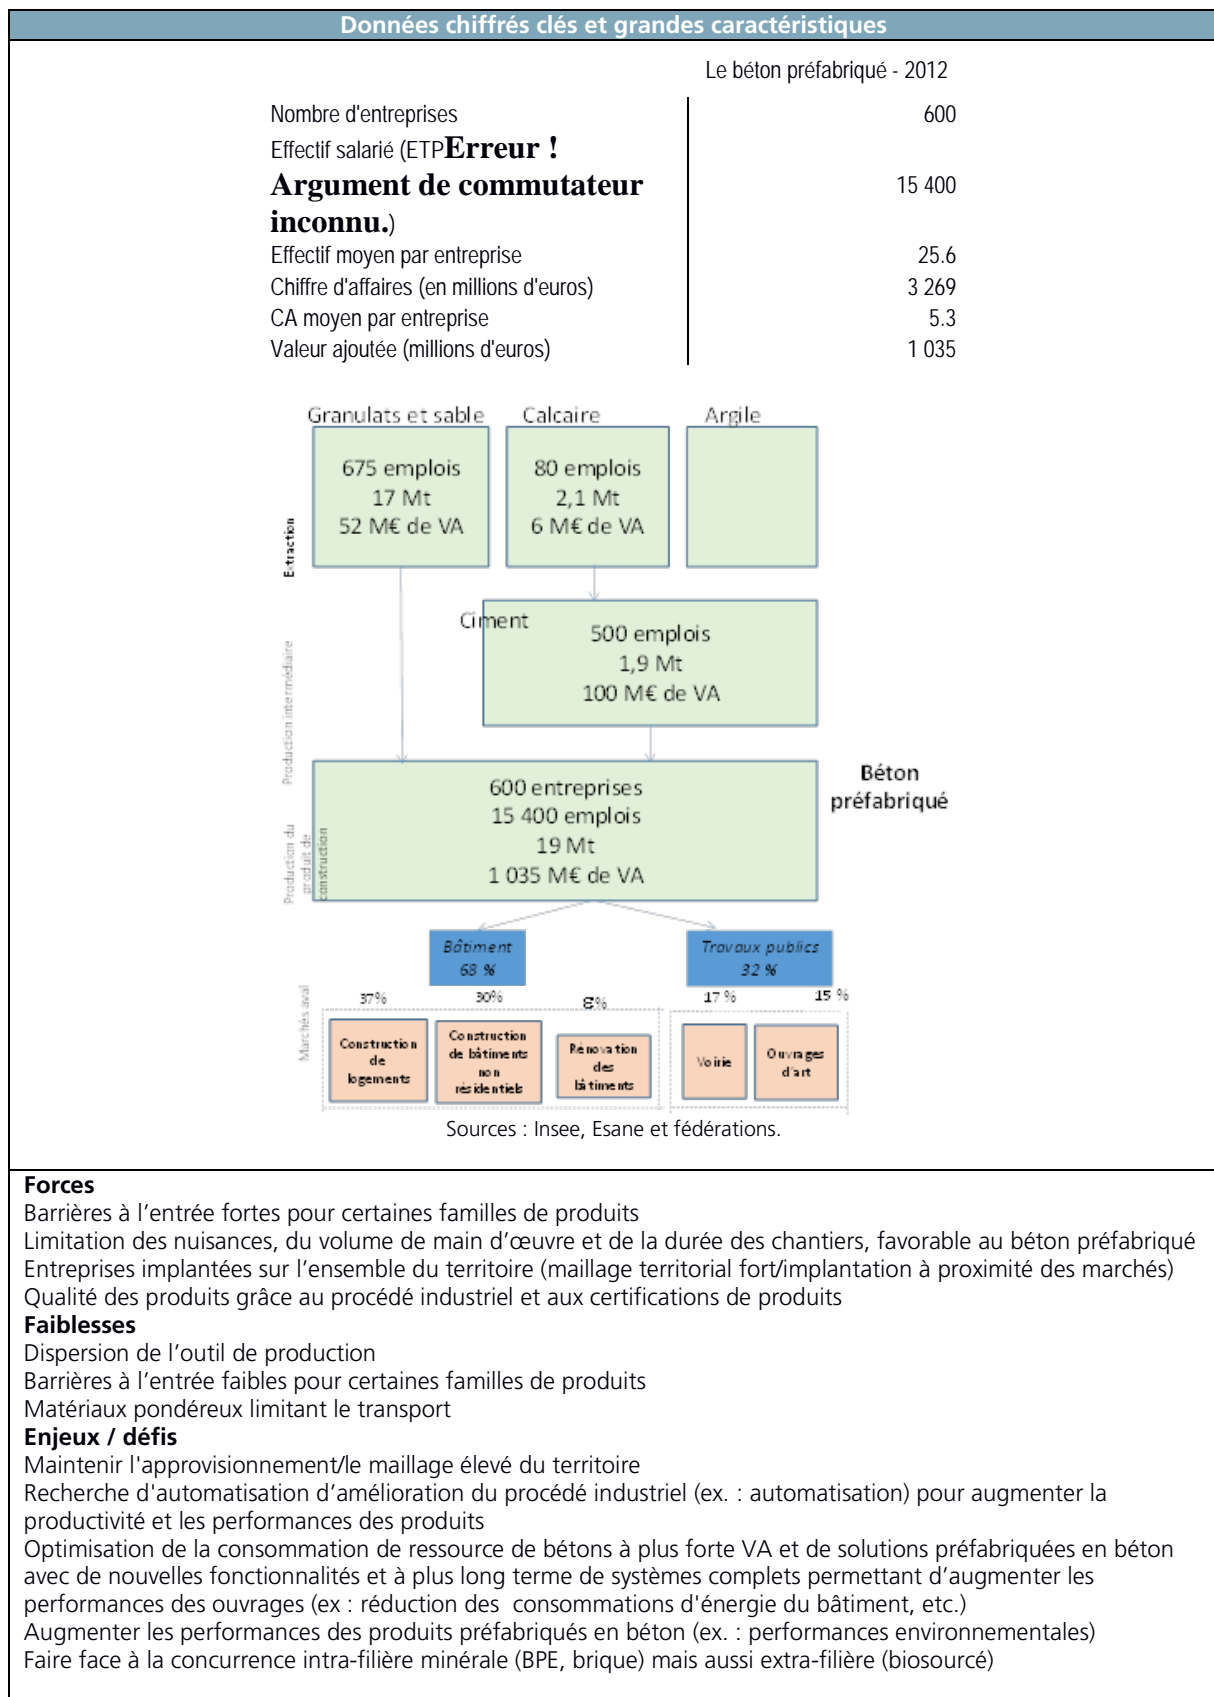 Données chiffrés clés et grandes caractéristiques
Le béton préfabriqué - 2012
Nombre d'entreprises 600
Effectif salarié (ETPErreur !
Argument de commutateur 15 400
inconnu.)
Effectif moyen par entreprise 25.6
Chiffre d'affaires (en millions d'euros) 3 269
CA moyen par entreprise 5.3
Valeur ajoutée (millions d'euros) 1 035
Granulats et sable Calcaire Argile
675 emplois
17 Mt
52 M€ de VA
80 emplois
2,1 Mt
6 M€ de VA
Extraction
Ciment
500 emplois
1,9 Mt
100 M€ de VA
Production intermédiaire
600 entreprises
15 400 emplois
19 Mt
1 035 M€ de VA
Béton
préfabriqué
Production du
produit de
construction
Bâtiment
68 %
Travaux publics
32 %
37% 30% 8% 17 % 15 %
Marchés aval
Construction
de
logements
Construction
de bâtiments
non
résidentiels
Rénovation
des
bâtiments
Voirie
Ouvrages
d'art
Sources : Insee, Esane et fédérations.
Forces
Barrières à l'entrée fortes pour certaines familles de produits
Limitation des nuisances, du volume de main d'œuvre et de la durée des chantiers, favorable au béton préfabriqué
Entreprises implantées sur l'ensemble du territoire (maillage territorial fort/implantation à proximité des marchés)
Qualité des produits grâce au procédé industriel et aux certifications de produits
Faiblesses
Dispersion de l'outil de production
Barrières à l'entrée faibles pour certaines familles de produits
Matériaux pondéreux limitant le transport
Enjeux / défis
Maintenir l'approvisionnement/le maillage élevé du territoire
Recherche d'automatisation d'amélioration du procédé industriel (ex. : automatisation) pour augmenter la
productivité et les performances des produits
Optimisation de la consommation de ressource de bétons à plus forte VA et de solutions préfabriquées en béton
avec de nouvelles fonctionnalités et à plus long terme de systèmes complets permettant d'augmenter les
performances des ouvrages (ex : réduction des consommations d'énergie du bâtiment, etc.)
Augmenter les performances des produits préfabriqués en béton (ex. : performances environnementales)
Faire face à la concurrence intra-filière minérale (BPE, brique) mais aussi extra-filière (biosourcé)